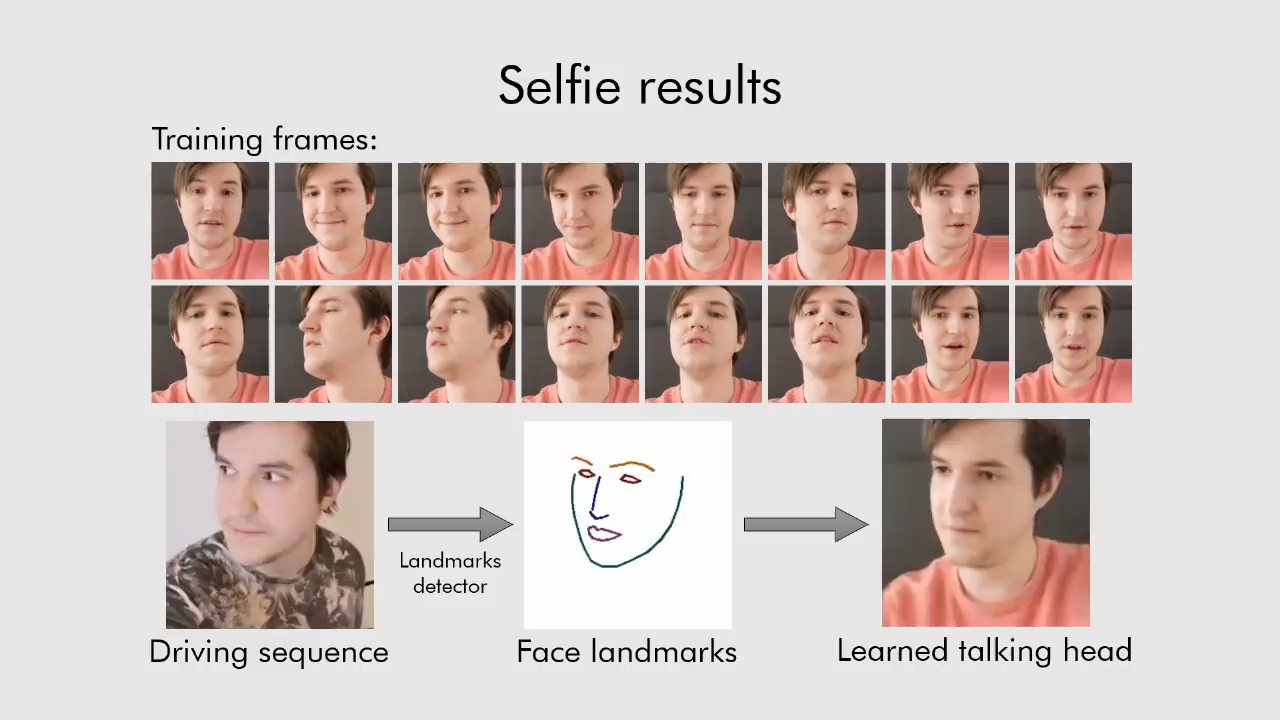 Selfie results
Training frames:
Landmarks
detector
Driving sequence
Face landmarks
Learned talking head